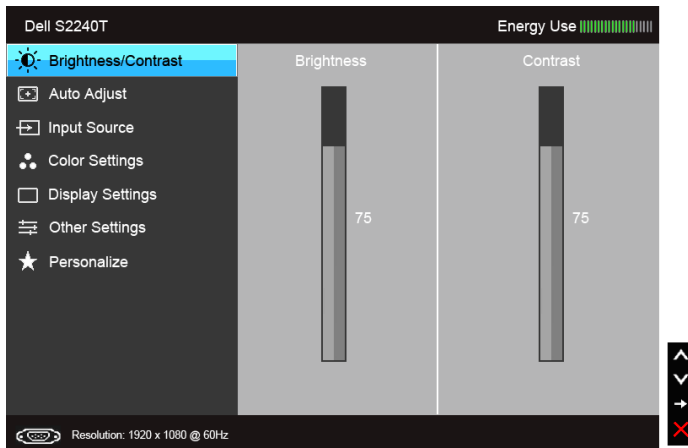 Dell S2240T
Energy Use
Brightness/Contrast
Auto Adjust
Input Source
Color Settings
Display Settings
Other Settings
Personalize
Brightness
Contrast
75
75
Resolution: 1920 x 1080 @ 60Hz